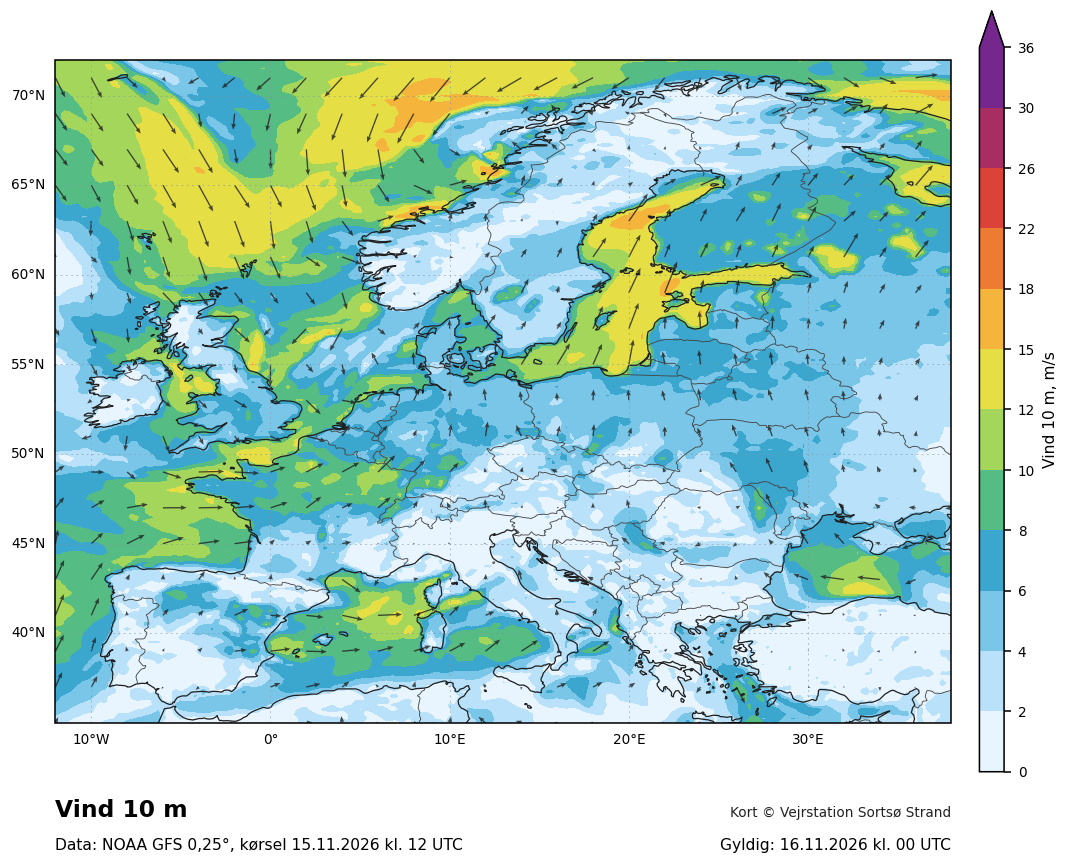 36
30
26
22
18
15
12
10
8
6
4
2
0
Vind 10 m, m/s
70°N
65°N
60°N
55°N
50°N
45°N
40°N
10°W
0°
10°E
20°E
30°E
Vind 10 m
Kort © Vejrstation Sortsø Strand
Data: NOAA GFS 0,25°, kørsel 15.11.2026 kl. 12 UTC
Gyldig: 16.11.2026 kl. 00 UTC